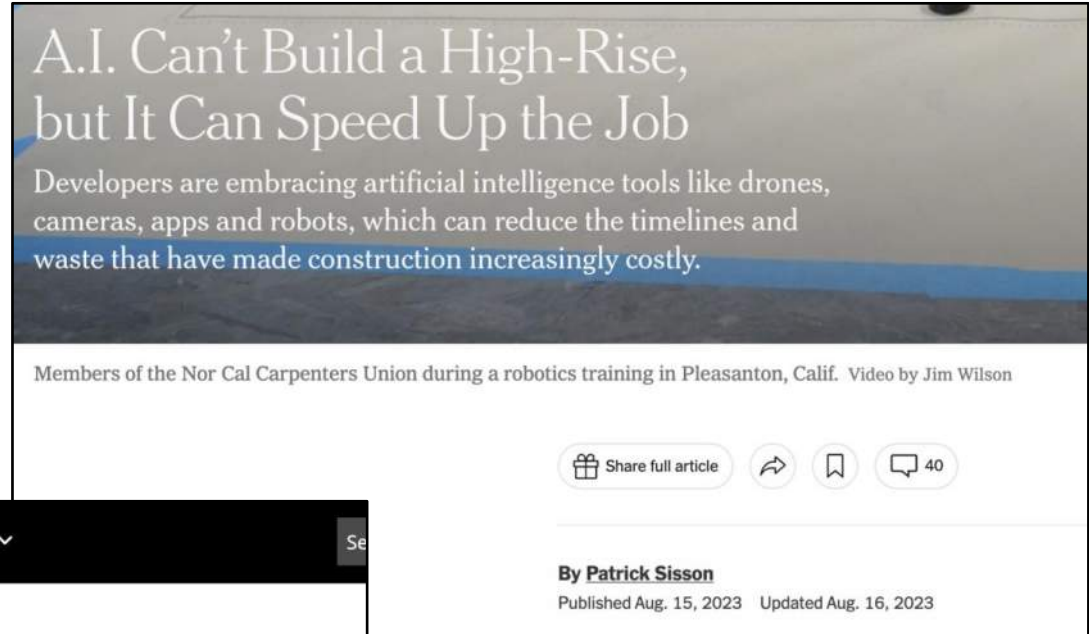 A.I. Can't Build a High-Rise,
but It Can Speed Up the Job
Developers are embracing artificial intelligence tools like drones,
cameras, apps and robots, which can reduce the timelines and
waste that have made construction increasingly costly.
Members of the Nor Cal Carpenters Union during a robotics training in Pleasanton, Calif. Video by Jim Wilson
Share full article
40
Se
By Patrick Sisson
Published Aug. 15, 2023 Updated Aug. 16, 2023